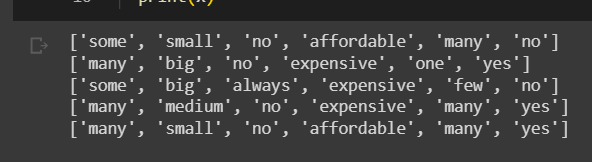 print(x)
['some', 'small', 'no', 'affordable', 'many', 'no']
['many', 'big', 'no', 'expensive', 'one', 'yes']
['some', 'big', 'always', 'expensive', 'few', 'no']
['many', 'medium', 'no', 'expensive', 'many', 'yes']
['many', 'small', 'no', 'affordable', 'many', 'yes']